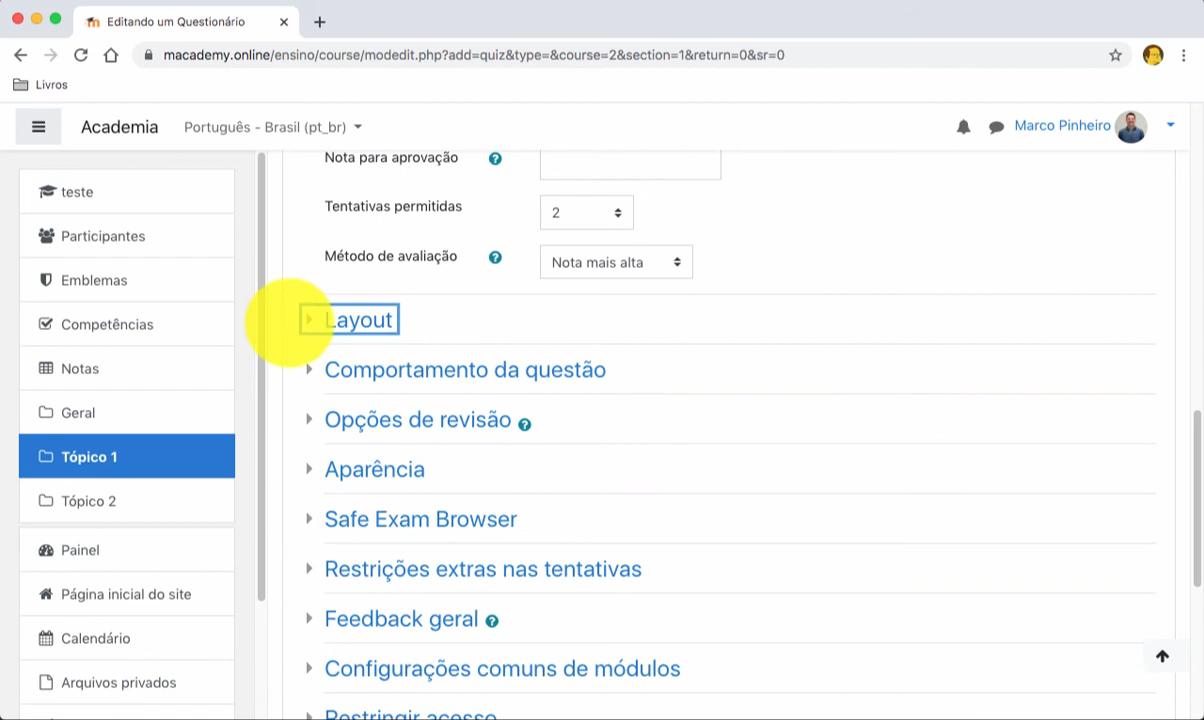 Editando um Questionário
macademy.online/ensino/course/modedit.php?add=quiz&type=&course=2&section=1&return=0&sr=0
Livros
Academia
Português - Brasil (pt_br)
Marco Pinheiro
teste
Participantes
Emblemas
Competências
Notas
Geral
Tópico 1
Tópico 2
Painel
Página inicial do site
Calendário
Arquivos privados
Nota para aprovação
Tentativas permitidas
2
Método de avaliação
Nota mais alta
Layout
Comportamento da questão
Opções de revisão
Aparência
Safe Exam Browser
Restrições extras nas tentativas
Feedback geral
Configurações comuns de módulos
Restringir acesso